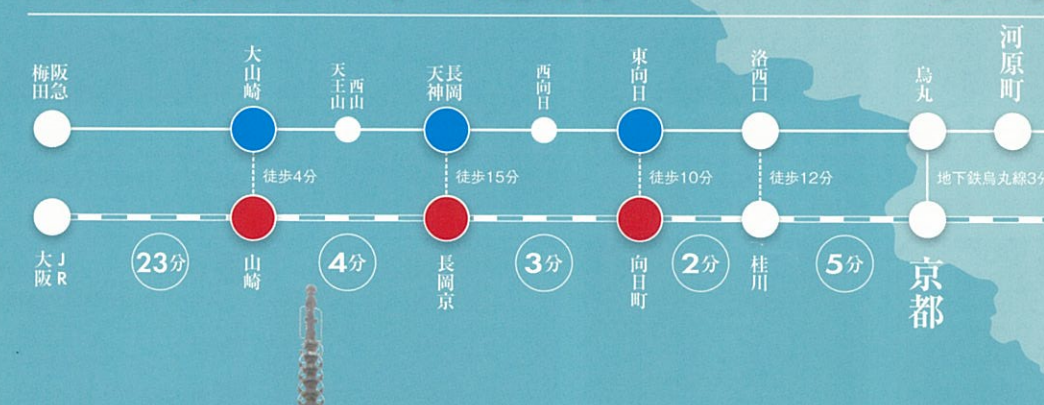 阪急
梅田
大山崎
西山
天王山
長岡
天神
西向日
東向日
洛西口
烏丸
河原町
徒歩4分
徒歩15分
徒歩10分
徒歩12分
地下鉄烏丸線3分
JR
大阪
23分
山崎
4分
長岡京
3分
向日町
2分
桂川
5分
京都